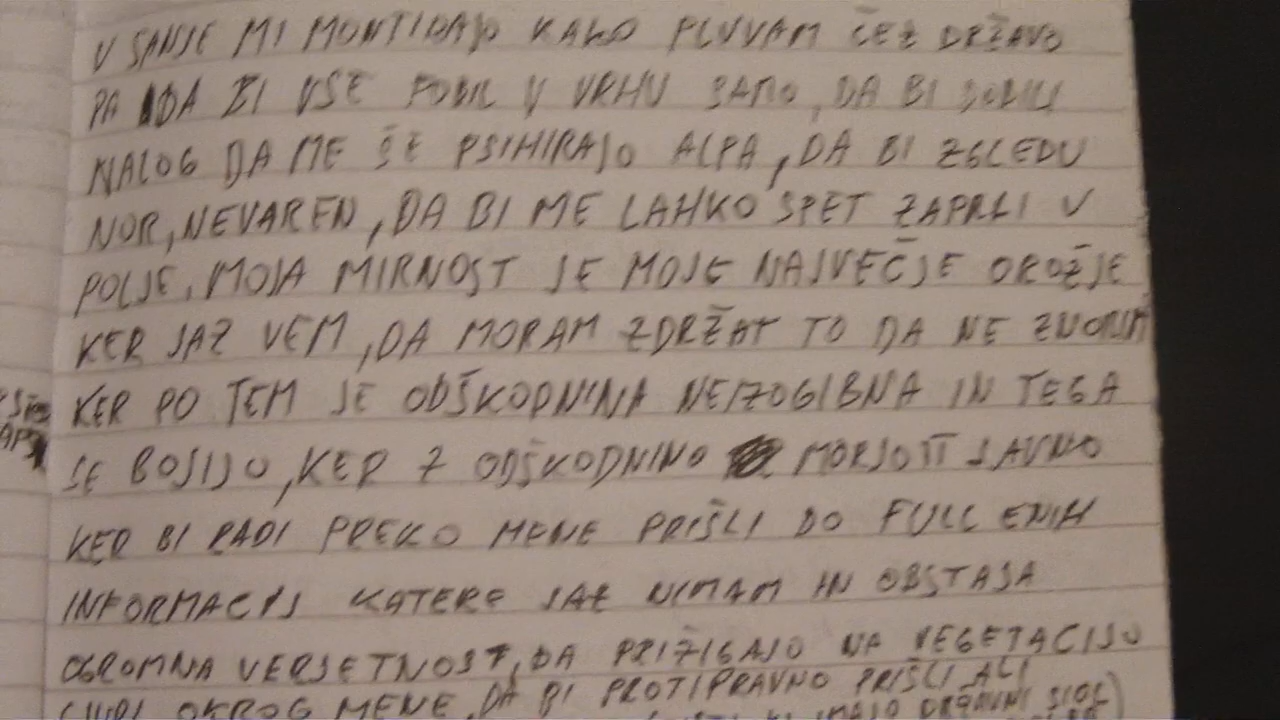 V SANJE MI MONTIRAJO KAKO PLUVAM ČEZ DRŽAVO
PA DA BI VSE POBIL V VRHU SAMO, DA BI DOBILI
NALOG DA ME ŠE PSIHIRAJO ALPA, DA BI ZGLEDU
NOR, NEVAREN, DA BI ME LAHKO SPET ZAPRLI V
POLJE, MOJA MIRNOST JE MOJE NAJVEČJE OROŽJE
KER JAZ VEM, DA MORAM ZDRŽAT TO DA NE ZNORIM
KER PO TEM JE ODŠKODNINA NEIZOGIBNA IN TEGA
SE BOJIJO, KER Z ODŠKODNINO MORJO JAVNO
KER BI RADI PREKO MENE PRIŠLI DO FULL ENIH
INFORMACIJ KATERE JAZ NIMAM IN OBSTAJA
OGROMNA VERJETNOST, DA PRIŽIGAJO NA VEGETACIJO
LJUDI OKROG MENE, DA BI PROTIPRAVNO PRIŠLI ALI
IMAJO DRŽAVNI